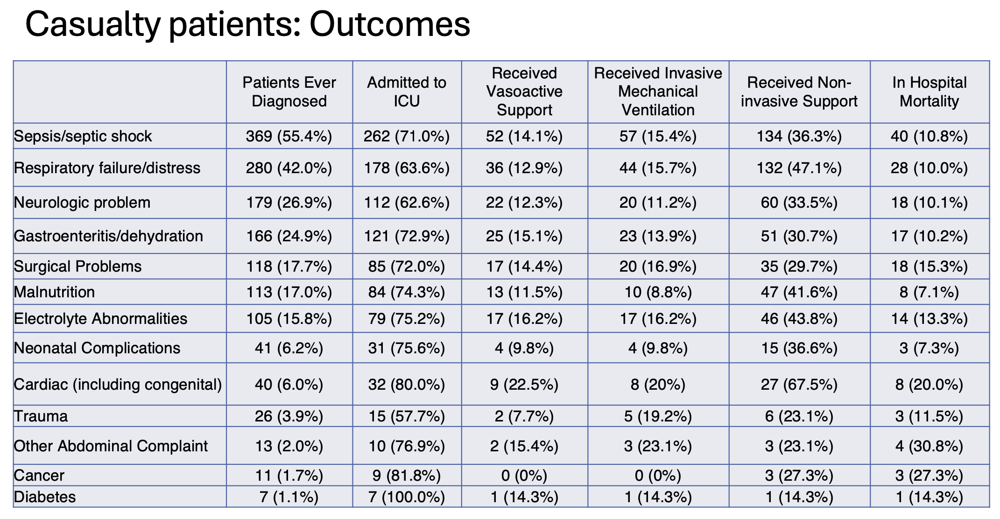 Casualty patients: Outcomes
Patients Ever Diagnosed | Admitted to ICU | Received Vasoactive Support | Received Invasive Mechanical Ventilation | Received Non-invasive Support | In Hospital Mortality
Sepsis/septic shock | 369 (55.4%) | 262 (71.0%) | 52 (14.1%) | 57 (15.4%) | 134 (36.3%) | 40 (10.8%)
Respiratory failure/distress | 280 (42.0%) | 178 (63.6%) | 36 (12.9%) | 44 (15.7%) | 132 (47.1%) | 28 (10.0%)
Neurologic problem | 179 (26.9%) | 112 (62.6%) | 22 (12.3%) | 20 (11.2%) | 60 (33.5%) | 18 (10.1%)
Gastroenteritis/dehydration | 166 (24.9%) | 121 (72.9%) | 25 (15.1%) | 23 (13.9%) | 51 (30.7%) | 17 (10.2%)
Surgical Problems | 118 (17.7%) | 85 (72.0%) | 17 (14.4%) | 20 (16.9%) | 35 (29.7%) | 18 (15.3%)
Malnutrition | 113 (17.0%) | 84 (74.3%) | 13 (11.5%) | 10 (8.8%) | 47 (41.6%) | 8 (7.1%)
Electrolyte Abnormalities | 105 (15.8%) | 79 (75.2%) | 17 (16.2%) | 17 (16.2%) | 46 (43.8%) | 14 (13.3%)
Neonatal Complications | 41 (6.2%) | 31 (75.6%) | 4 (9.8%) | 4 (9.8%) | 15 (36.6%) | 3 (7.3%)
Cardiac (including congenital) | 40 (6.0%) | 32 (80.0%) | 9 (22.5%) | 8 (20%) | 27 (67.5%) | 8 (20.0%)
Trauma | 26 (3.9%) | 15 (57.7%) | 2 (7.7%) | 5 (19.2%) | 6 (23.1%) | 3 (11.5%)
Other Abdominal Complaint | 13 (2.0%) | 10 (76.9%) | 2 (15.4%) | 3 (23.1%) | 3 (23.1%) | 4 (30.8%)
Cancer | 11 (1.7%) | 9 (81.8%) | 0 (0%) | 0 (0%) | 3 (27.3%) | 3 (27.3%)
Diabetes | 7 (1.1%) | 7 (100.0%) | 1 (14.3%) | 1 (14.3%) | 1 (14.3%) | 1 (14.3%)